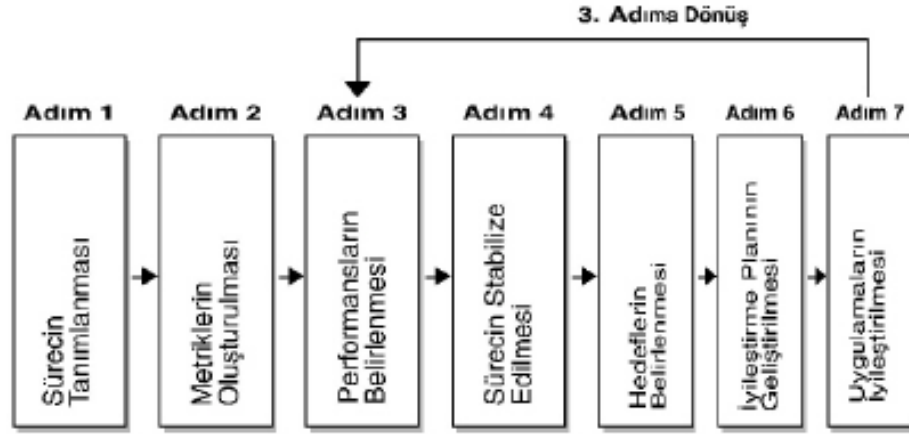 3. Adıma Dönüş
Adım 1
Adım 2
Adım 3
Adım 4
Adım 5
Adım 6
Adım 7
Sürecin
Tanımlanması
Metriklerin
Oluşturulması
Performansların
Belirlenmesi
Sürecin Stabilize
Edilmesi
Hedeflerin
Belirlenmesi
İyileştirme Planının
Geliştirilmesi
Uygulamaların
İyileştirilmesi